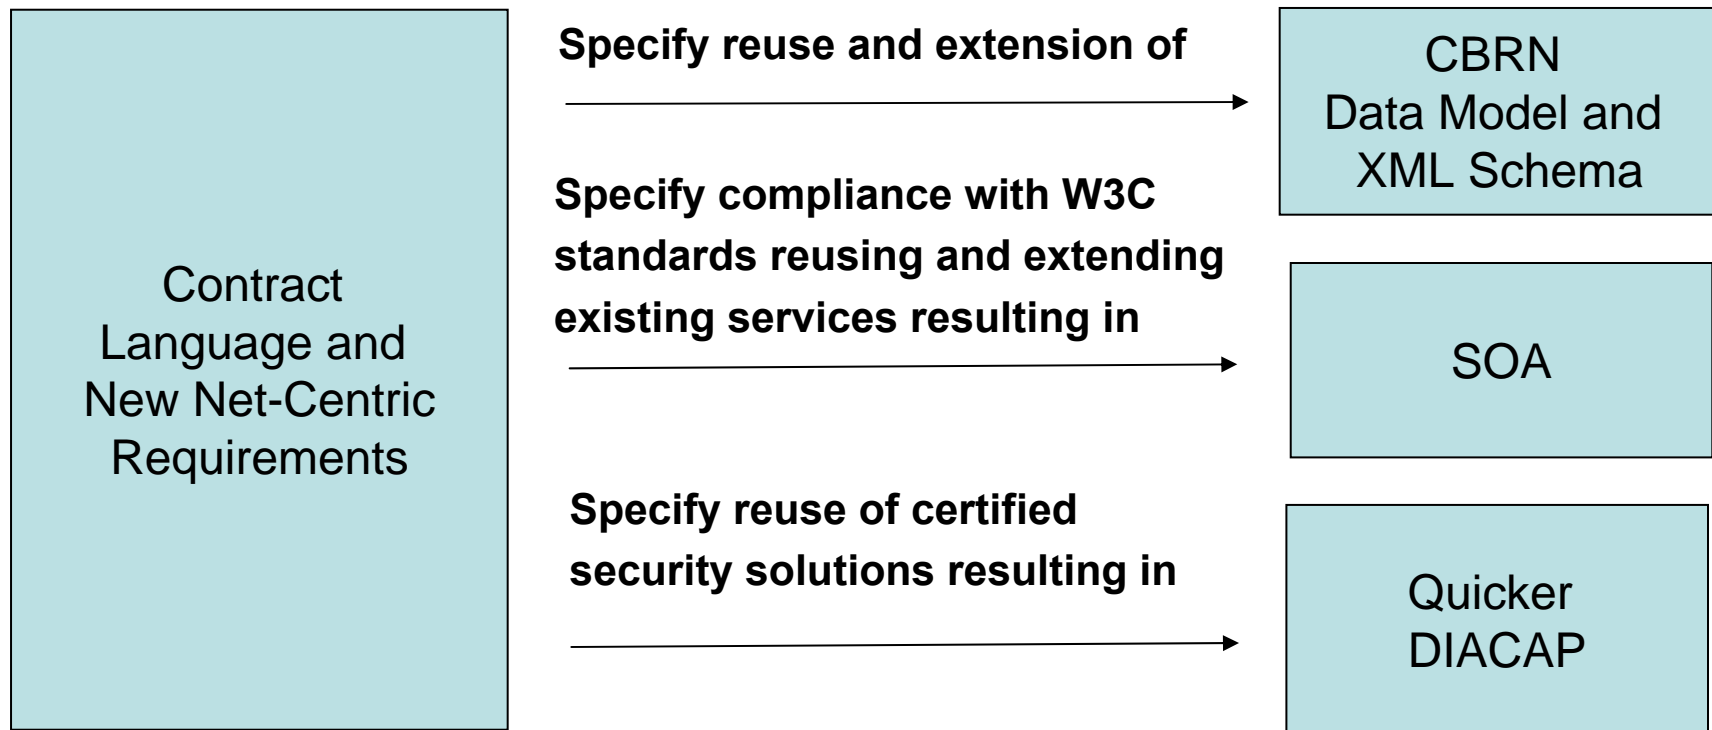 Contract
Language and
New Net-Centric
Requirements
Specify reuse and extension of
CBRN
Data Model and
XML Schema
Specify compliance with W3C
standards reusing and extending
existing services resulting in
SOA
Specify reuse of certified
security solutions resulting in
Quicker
DIACAP